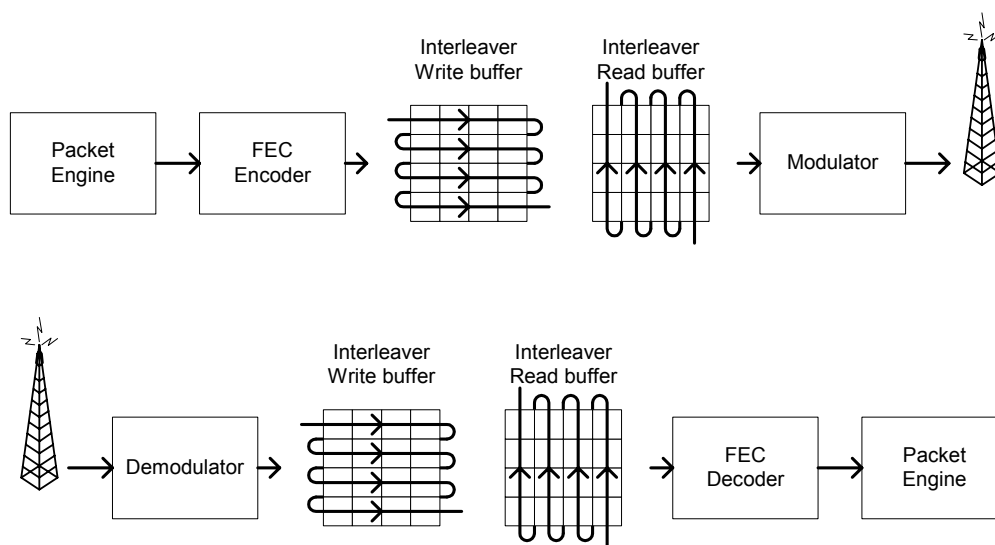 Interleaver
Write buffer
Interleaver
Read buffer
Packet
Engine
FEC
Encoder
Modulator
Interleaver
Write buffer
Interleaver
Read buffer
Demodulator
FEC
Decoder
Packet
Engine